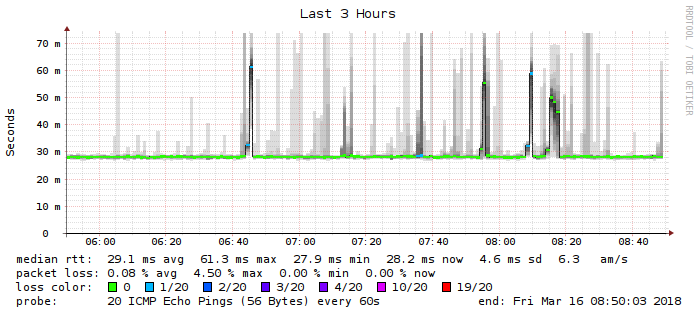 Last 3 Hours
RRDTOOL / TOBI OETIKER
Seconds
70 m
60 m
50 m
40 m
30 m
20 m
10 m
0
06:00 06:20 06:40 07:00 07:20 07:40 08:00 08:20 08:40
median rtt: 29.1 ms avg 61.3 ms max 27.9 ms min 28.2 ms now 4.6 ms sd 6.3 am/s
packet loss: 0.08 % avg 4.50 % max 0.00 % min 0.00 % now
loss color: 0 1/20 2/20 3/20 4/20 10/20 19/20
probe: 20 ICMP Echo Pings (56 Bytes) every 60s end: Fri Mar 16 08:50:03 2018